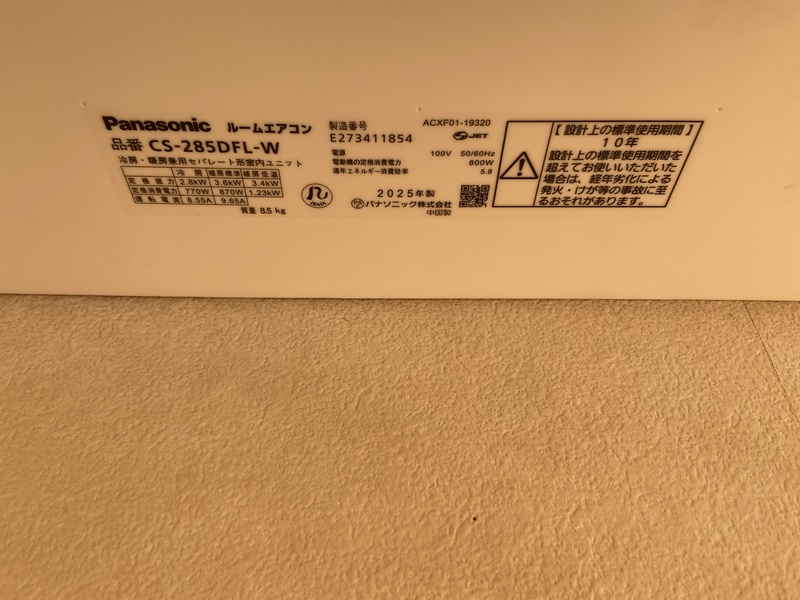 Panasonic ルームエアコン
品番 CS-285DFL-W
冷房・暖房兼用セパレート形室内ユニット
冷房 暖房標準 暖房低温
定格能力 2.8kW 3.6kW 3.4kW
定格消費電力 770W 870W 1.23kW
運転電流 8.55A 9.65A
質量 8.5 kg
製造番号
E273411854
ACXF01-19320
JET
電源 100V 50/60Hz
電動機の定格消費電力 800W
通年エネルギー消費効率 5.8
2025年製
パナソニック株式会社
中国製
【設計上の標準使用期間】
10年
設計上の標準使用期間を
超えてお使いいただいた
場合は、経年劣化による
発火・けが等の事故に至
るおそれがあります。